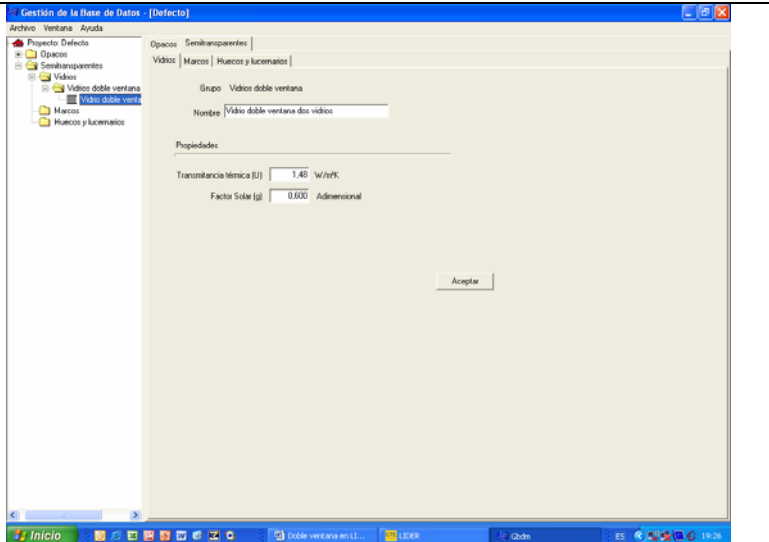 Gestión de la Base de Datos - [Defecto]
Archivo Ventana Ayuda
Proyecto: Defecto
Opacos
Semitransparentes
Vidrios
Vidrios doble ventana
Vidrio doble venta
Marcos
Huecos y lucernarios
Opacos Semitransparentes
Vidrios Marcos Huecos y lucernarios
Grupo Vidrios doble ventana
Nombre Vidrio doble ventana dos vidrios
Propiedades
Transmitancia térmica (U) 1,48 W/m²K
Factor Solar (g) 0,600 Adimensional
Aceptar
Inicio Doble ventana en LI... LIDER Gbdm ES 19:26